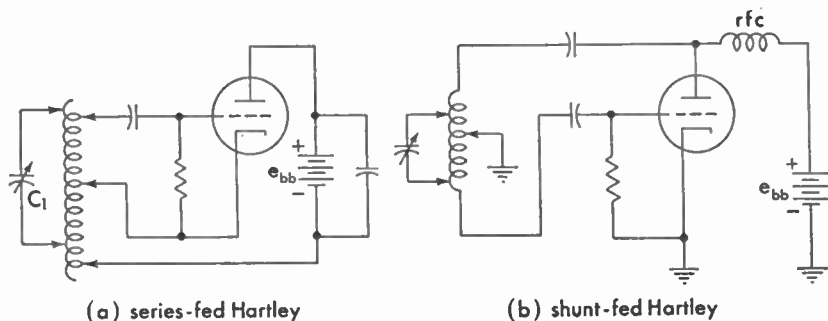 rfc
C1
+
ebb
-
+
ebb
-
(a) series-fed Hartley
(b) shunt-fed Hartley